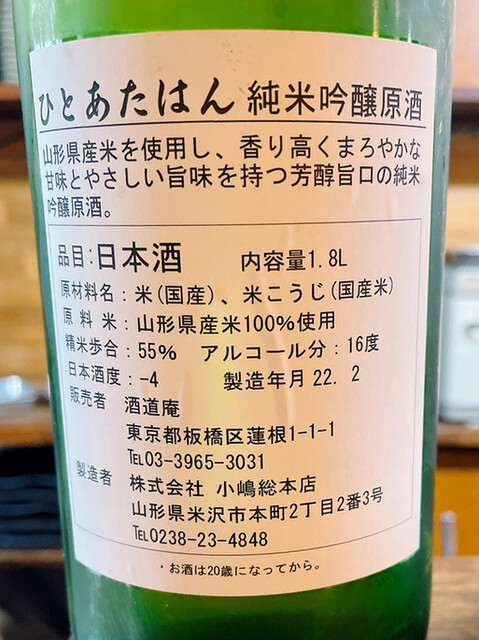 ひとあたはん 純米吟醸原酒
山形県産米を使用し、香り高くまろやかな
甘味とやさしい旨味を持つ芳醇旨口の純米
吟醸原酒。
品目:日本酒 内容量1.8L
原材料名:米(国産)、米こうじ(国産米)
原料米:山形県産米100%使用
精米歩合:55% アルコール分:16度
日本酒度:-4 製造年月22. 2
販売者 酒道庵
東京都板橋区蓮根1-1-1
TEL03-3965-3031
製造者 株式会社 小嶋総本店
山形県米沢市本町2丁目2番3号
TEL0238-23-4848
・お酒は20歳になってから。